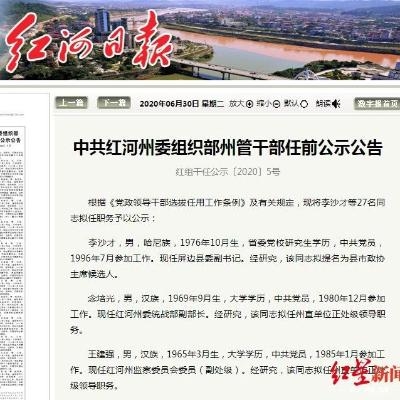 红河日报
上一篇 下一篇 2020年06月30日 星期二 放大 缩小 默认 朗读 数字报首页
中共红河州委组织部州管干部任前公示公告
红组干任公示〔2020〕5号
根据《党政领导干部选拔任用工作条例》及有关规定，现将李沙才等27名同
志拟任职务予以公示：
李沙才，男，哈尼族，1976年10月生，省委党校研究生学历，中共党员，
1996年7月参加工作。现任屏边县委副书记。经研究，该同志拟提名为县市政协
主席候选人。
念培光，男，汉族，1969年9月生，大学学历，中共党员，1980年12月参
加工作。现任红河州委统战部副部长。经研究，该同志拟任州直单位正处级领导职
务。
王建强，男，汉族，1965年3月生，大学学历，中共党员，1985年1月参加工
作。现任红河州监察委员会委员（副处级）。经研究，该同志拟任州直单位正处
级领导职务。
红星新闻